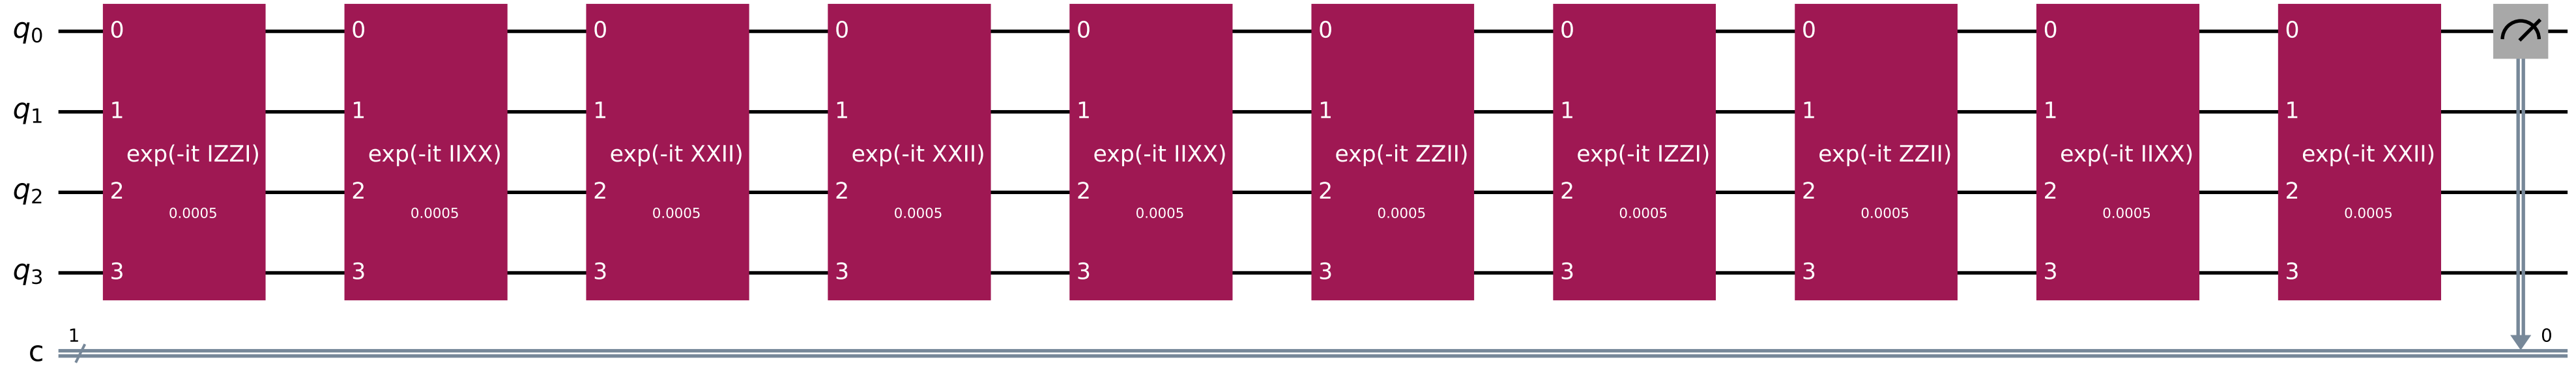 q0 0 0 0 0 0 0 0 0 0 0
q1 1 1 1 1 1 1 1 1 1 1
exp(-it IZZI) exp(-it IIXX) exp(-it XXII) exp(-it XXII) exp(-it IIXX) exp(-it ZZII) exp(-it IZZI) exp(-it ZZII) exp(-it IIXX) exp(-it XXII)
q2 2 2 2 2 2 2 2 2 2 2
0.0005 0.0005 0.0005 0.0005 0.0005 0.0005 0.0005 0.0005 0.0005 0.0005
q3 3 3 3 3 3 3 3 3 3 3
1 0
c